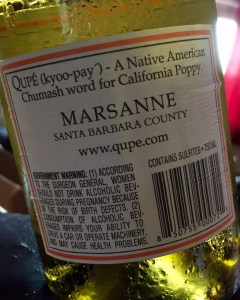 QUPÉ (kyoo-pay´) - A Native American
Chumash word for California Poppy.
MARSANNE
SANTA BARBARA COUNTY
www.qupe.com
GOVERNMENT WARNING: (1) ACCORDING
TO THE SURGEON GENERAL, WOMEN
SHOULD NOT DRINK ALCOHOLIC BEV-
ERAGES DURING PREGNANCY BECAUSE
OF THE RISK OF BIRTH DEFECTS. (2)
CONSUMPTION OF ALCOHOLIC BEV-
ERAGES IMPAIRS YOUR ABILITY TO
DRIVE A CAR OR OPERATE MACHINERY,
AND MAY CAUSE HEALTH PROBLEMS.
CONTAINS SULFITES • 750 ML